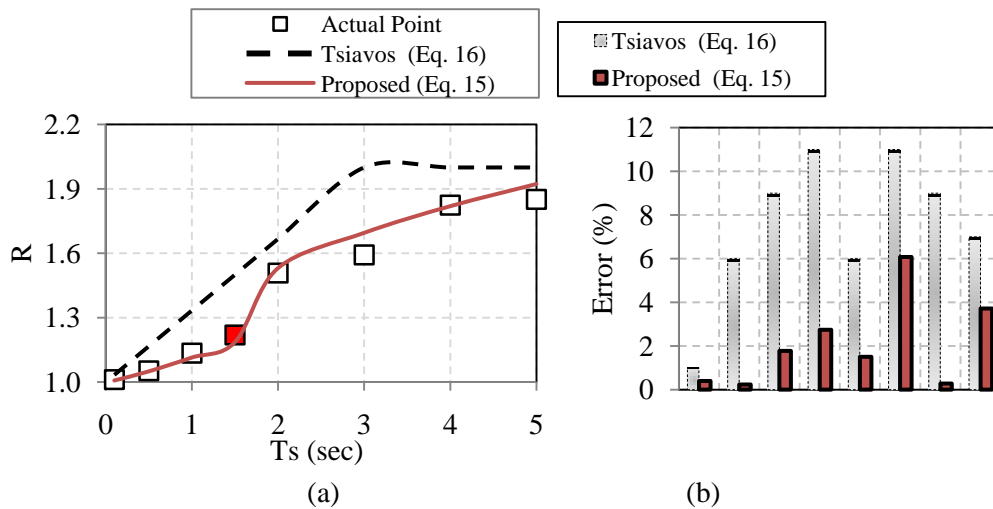 Actual Point
Tsiavos (Eq. 16)
Proposed (Eq. 15)
Tsiavos (Eq. 16)
Proposed (Eq. 15)
2.2
1.9
1.6
1.3
1.0
R
0 1 2 3 4 5
Ts (sec)
(a)
12
10
8
6
4
2
0
Error (%)
(b)